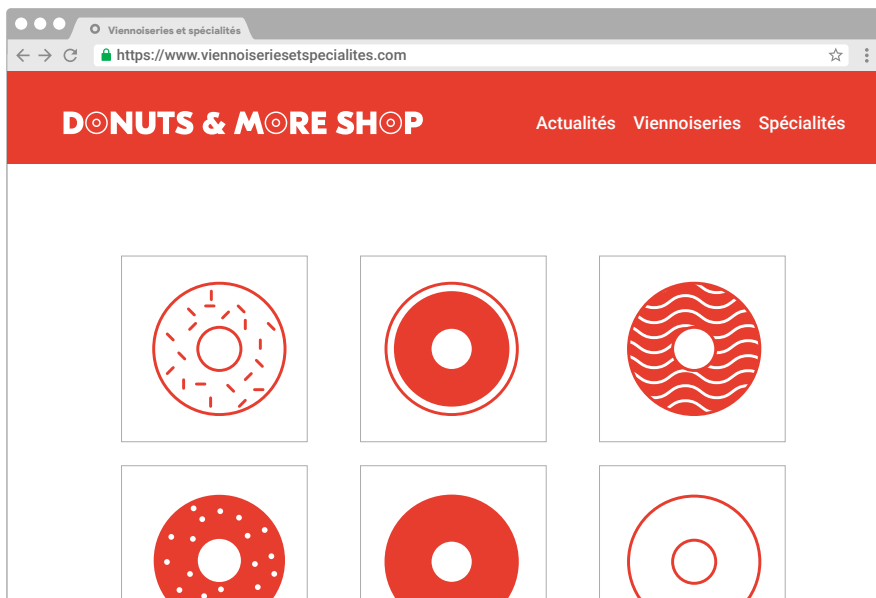 Viennoiseries et spécialités
https://www.viennoiseriesetspecialites.com
DONUTS & MORE SHOP
Actualités Viennoiseries Spécialités